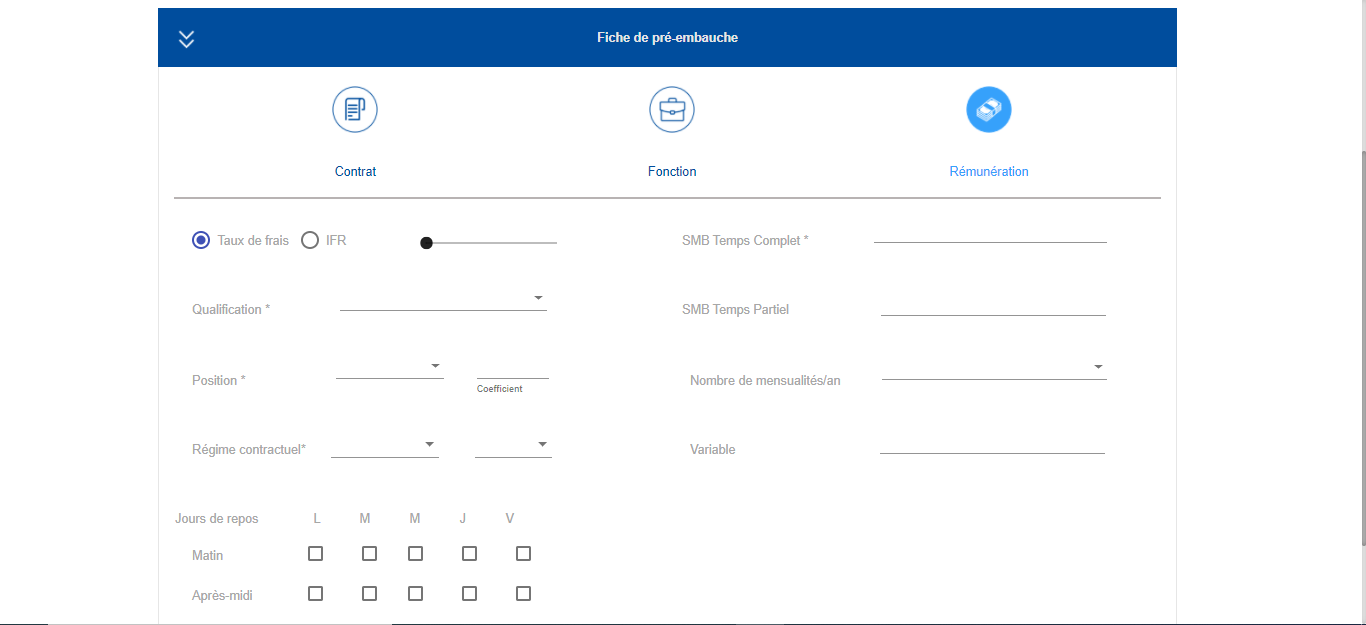 Fiche de pré-embauche
Contrat Fonction Rémunération
Taux de frais IFR SMB Temps Complet *
Qualification * SMB Temps Partiel
Position * Coefficient Nombre de mensualités/an
Régime contractuel* Variable
Jours de repos L M M J V
Matin
Après-midi